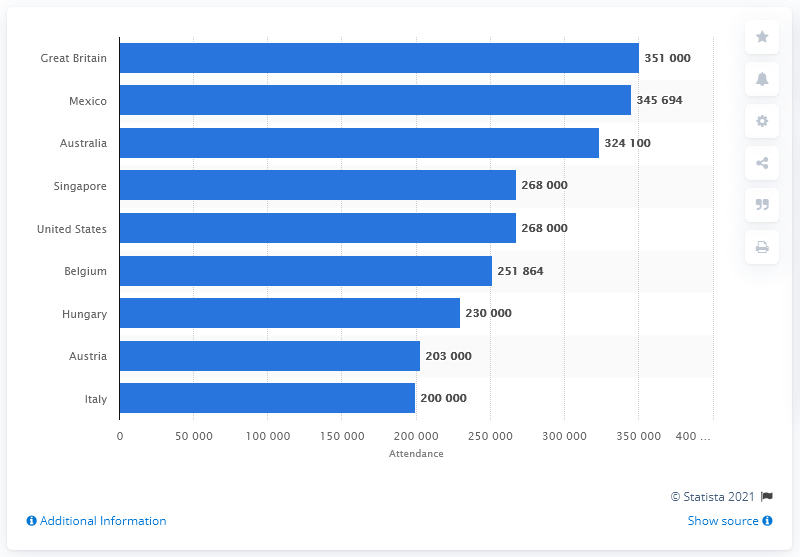 Great Britain 351 000
Mexico 345 694
Australia 324 100
Singapore 268 000
United States 268 000
Belgium 251 864
Hungary 230 000
Austria 203 000
Italy 200 000
0 50 000 100 000 150 000 200 000 250 000 300 000 350 000 400 ...
Attendance
© Statista 2021
Additional Information Show source